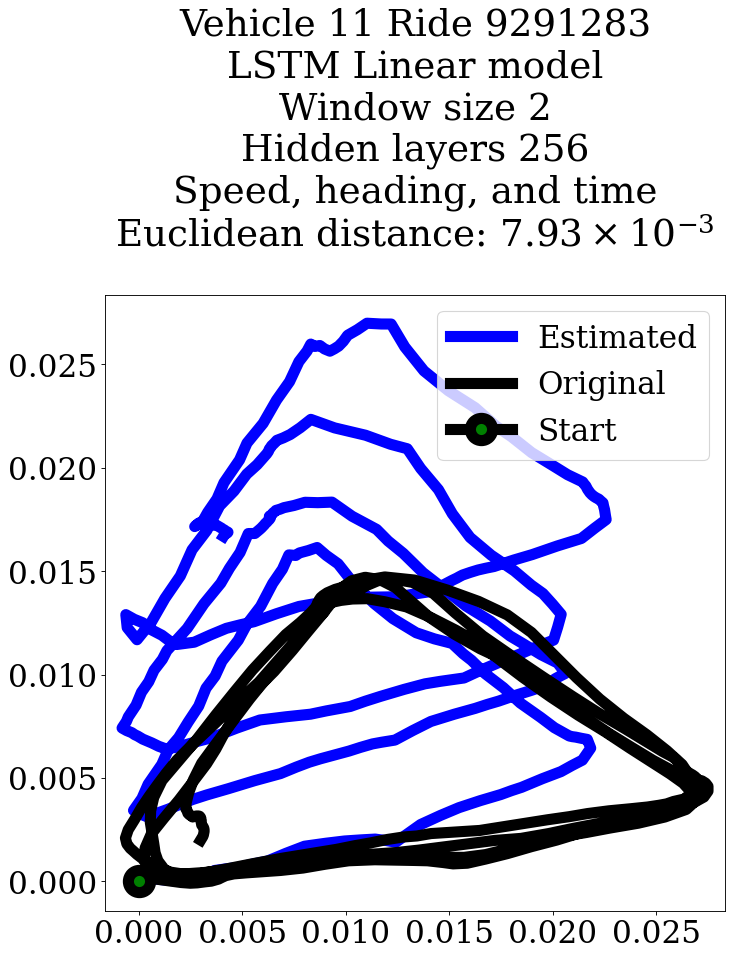 Vehicle 11 Ride 9291283
LSTM Linear model
Window size 2
Hidden layers 256
Speed, heading, and time
Euclidean distance: 7.93 × 10⁻³
Estimated
Original
Start
0.025
0.020
0.015
0.010
0.005
0.000
0.000 0.005 0.010 0.015 0.020 0.025